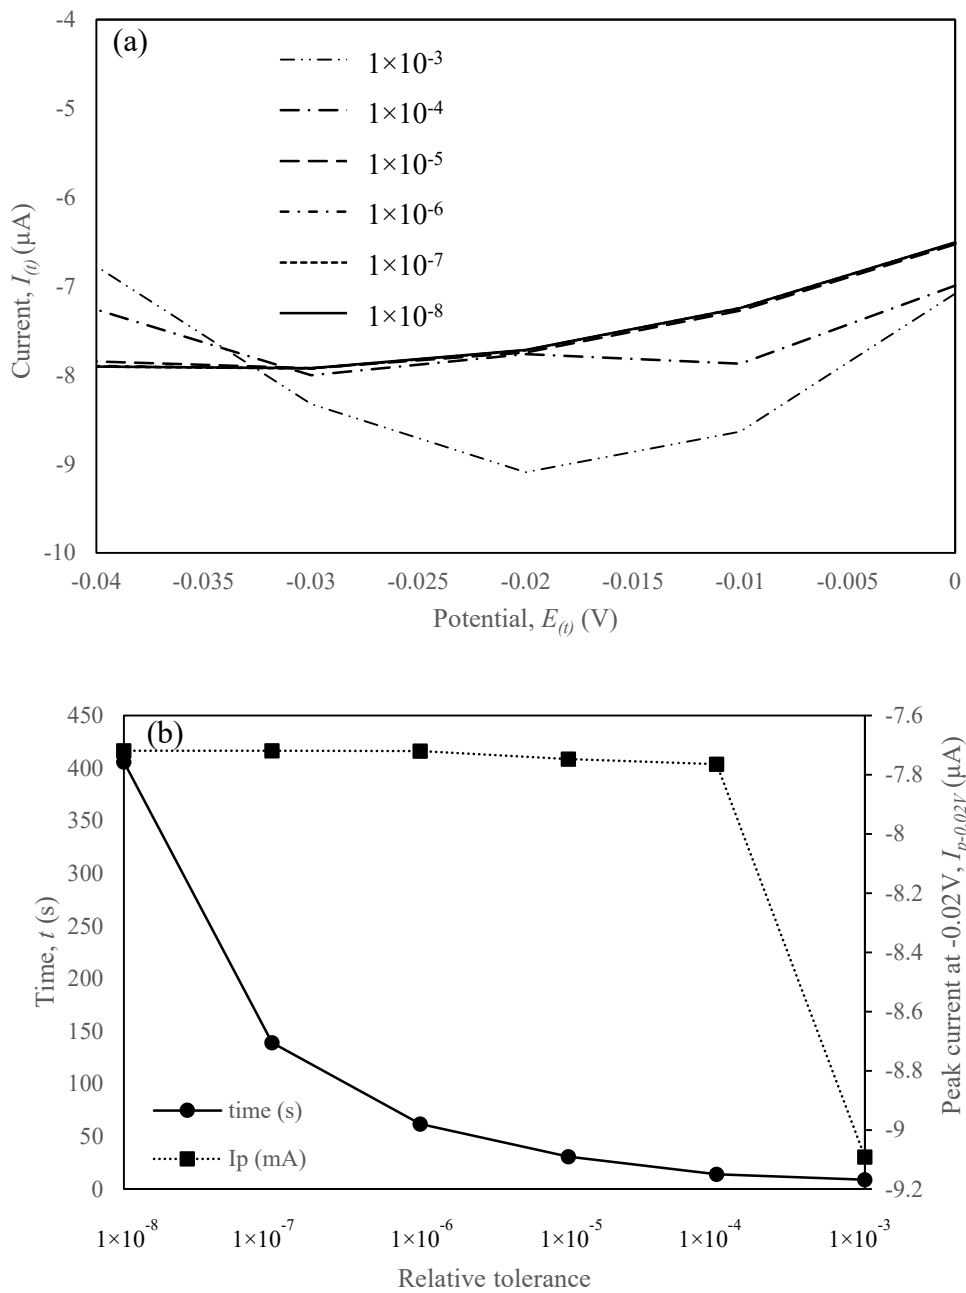 (a)
-4
-5
-6
-7
-8
-9
-10
Current, I(t) (µA)
1×10-3
1×10-4
1×10-5
1×10-6
1×10-7
1×10-8
-0.04 -0.035 -0.03 -0.025 -0.02 -0.015 -0.01 -0.005 0
Potential, E(t) (V)
(b)
450
400
350
300
250
200
150
100
50
0
Time, t (s)
time (s)
Ip (mA)
-7.6
-7.8
-8
-8.2
-8.4
-8.6
-8.8
-9
-9.2
Peak current at -0.02V, Ip-0.02V (µA)
1×10-8 1×10-7 1×10-6 1×10-5 1×10-4 1×10-3
Relative tolerance